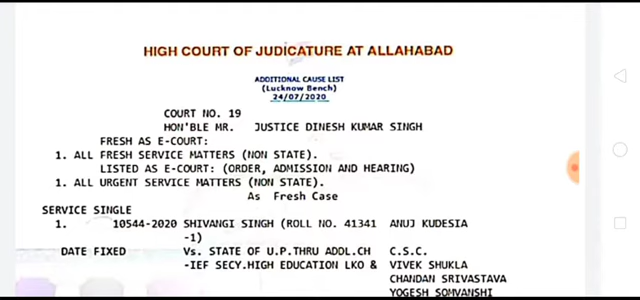 HIGH COURT OF JUDICATURE AT ALLAHABAD
ADDITIONAL CAUSE LIST
(Lucknow Bench)
24/07/2020
COURT NO. 19
HON'BLE MR. JUSTICE DINESH KUMAR SINGH
FRESH AS E-COURT:
1. ALL FRESH SERVICE MATTERS (NON STATE).
LISTED AS E-COURT: (ORDER, ADMISSION AND HEARING)
1. ALL URGENT SERVICE MATTERS (NON STATE).
As Fresh Case
SERVICE SINGLE
1. 10544-2020 SHIVANGI SINGH (ROLL NO. 41341 ANUJ KUDESIA
-1)
DATE FIXED Vs. STATE OF U.P.THRU ADDL.CH C.S.C.
-IEF SECY.HIGH EDUCATION LKO & VIVEK SHUKLA
CHANDAN SRIVASTAVA
YOGESH SOMVANSHI